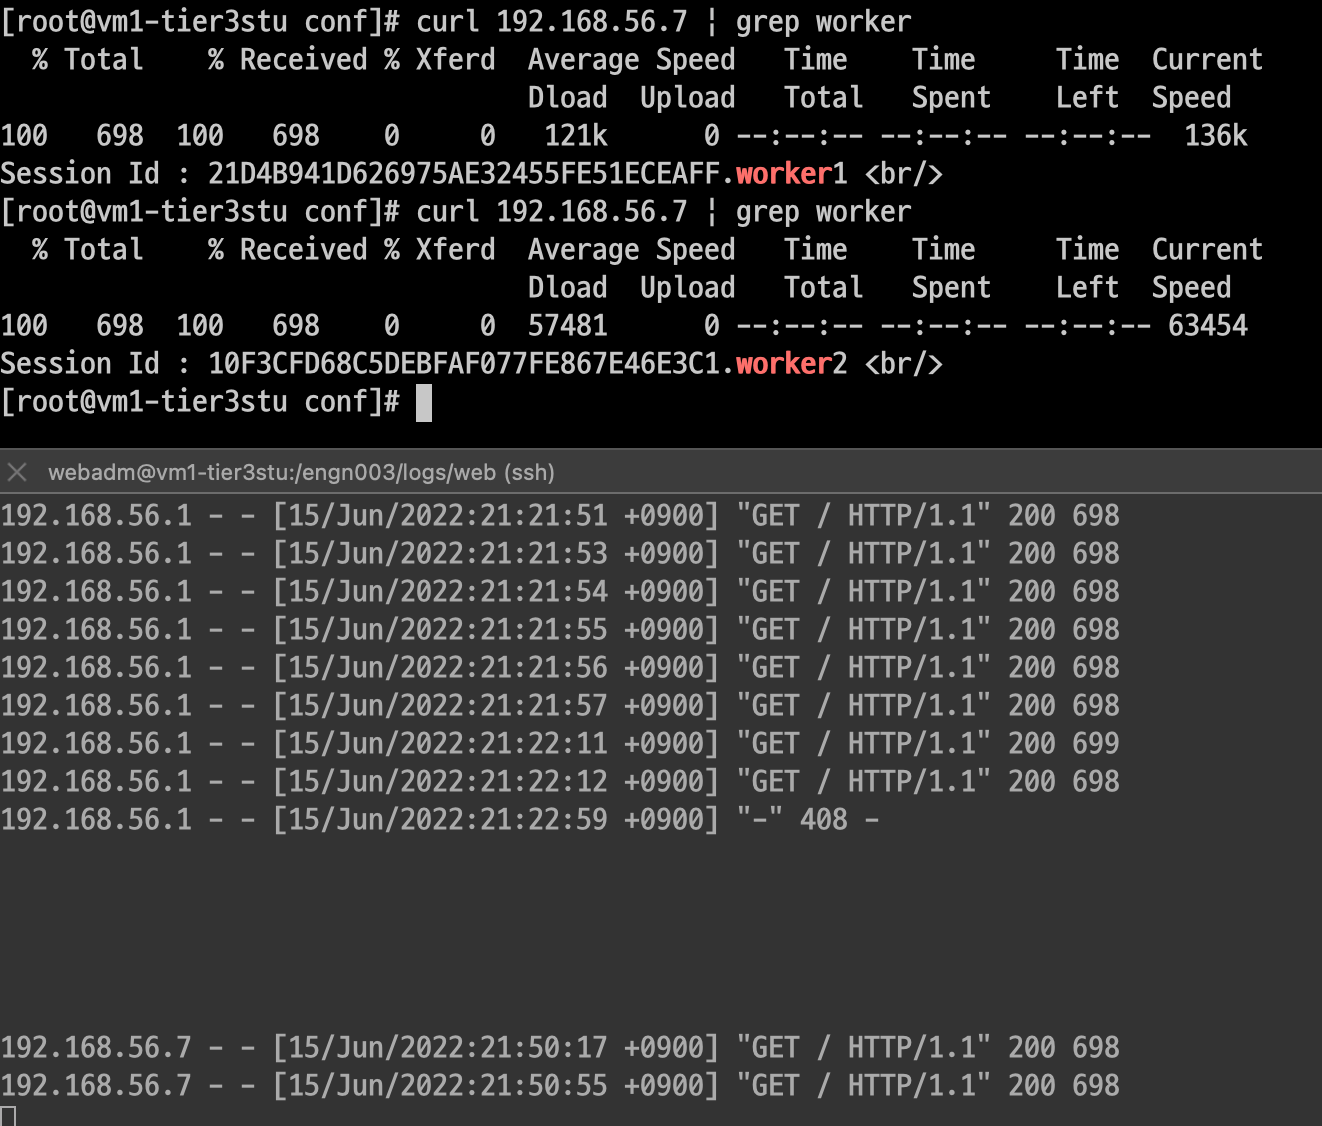 [root@vm1-tier3stu conf]# curl 192.168.56.7 | grep worker
  % Total    % Received % Xferd  Average Speed   Time    Time     Time  Current
                                 Dload  Upload   Total   Spent    Left  Speed
100   698  100   698    0     0   121k      0 --:--:-- --:--:-- --:--:--  136k
Session Id : 21D4B941D626975AE32455FE51ECEAFF.worker1 <br/>
[root@vm1-tier3stu conf]# curl 192.168.56.7 | grep worker
  % Total    % Received % Xferd  Average Speed   Time    Time     Time  Current
                                 Dload  Upload   Total   Spent    Left  Speed
100   698  100   698    0     0  57481      0 --:--:-- --:--:-- --:--:-- 63454
Session Id : 10F3CFD68C5DEBFAF077FE867E46E3C1.worker2 <br/>
[root@vm1-tier3stu conf]#
webadm@vm1-tier3stu:/engn003/logs/web (ssh)
192.168.56.1 - - [15/Jun/2022:21:21:51 +0900] "GET / HTTP/1.1" 200 698
192.168.56.1 - - [15/Jun/2022:21:21:53 +0900] "GET / HTTP/1.1" 200 698
192.168.56.1 - - [15/Jun/2022:21:21:54 +0900] "GET / HTTP/1.1" 200 698
192.168.56.1 - - [15/Jun/2022:21:21:55 +0900] "GET / HTTP/1.1" 200 698
192.168.56.1 - - [15/Jun/2022:21:21:56 +0900] "GET / HTTP/1.1" 200 698
192.168.56.1 - - [15/Jun/2022:21:21:57 +0900] "GET / HTTP/1.1" 200 698
192.168.56.1 - - [15/Jun/2022:21:22:11 +0900] "GET / HTTP/1.1" 200 699
192.168.56.1 - - [15/Jun/2022:21:22:12 +0900] "GET / HTTP/1.1" 200 698
192.168.56.1 - - [15/Jun/2022:21:22:59 +0900] "-" 408 -
192.168.56.7 - - [15/Jun/2022:21:50:17 +0900] "GET / HTTP/1.1" 200 698
192.168.56.7 - - [15/Jun/2022:21:50:55 +0900] "GET / HTTP/1.1" 200 698